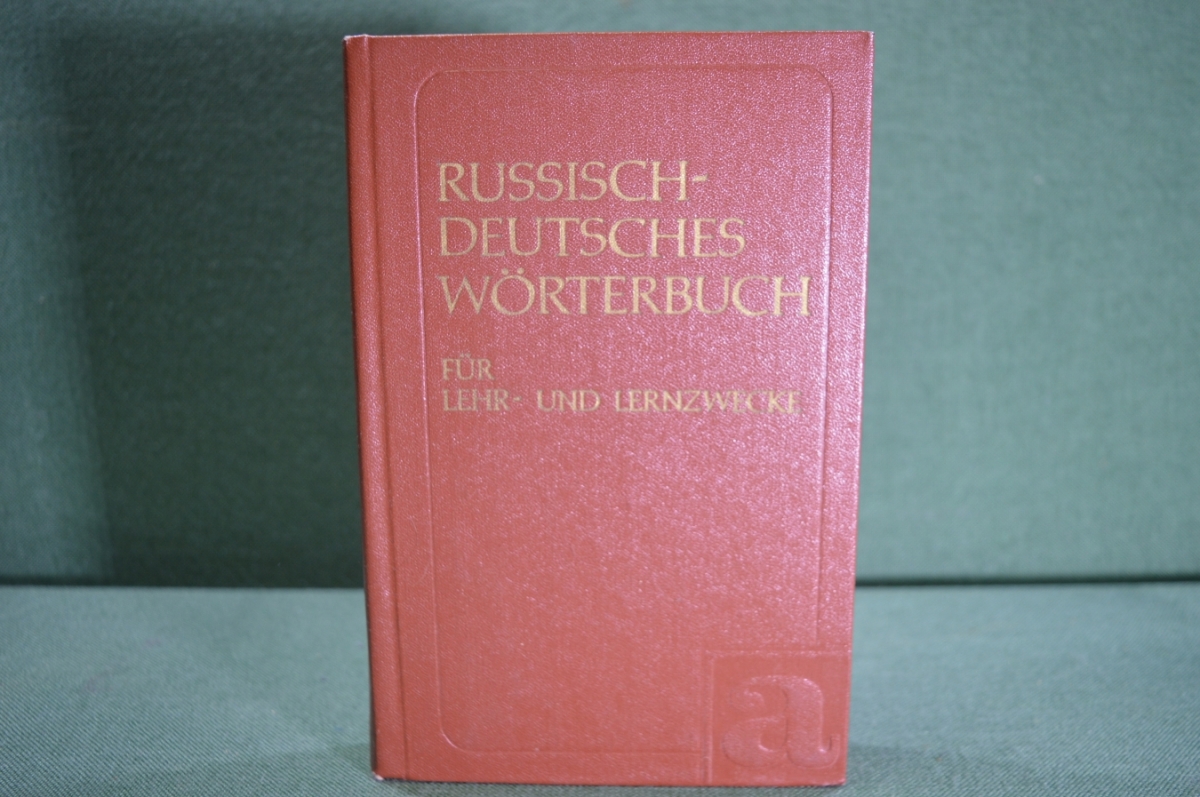 RUSSISCH-
DEUTSCHES
WÖRTERBUCH
FÜR
LEHR- UND LERNZWECKE
a